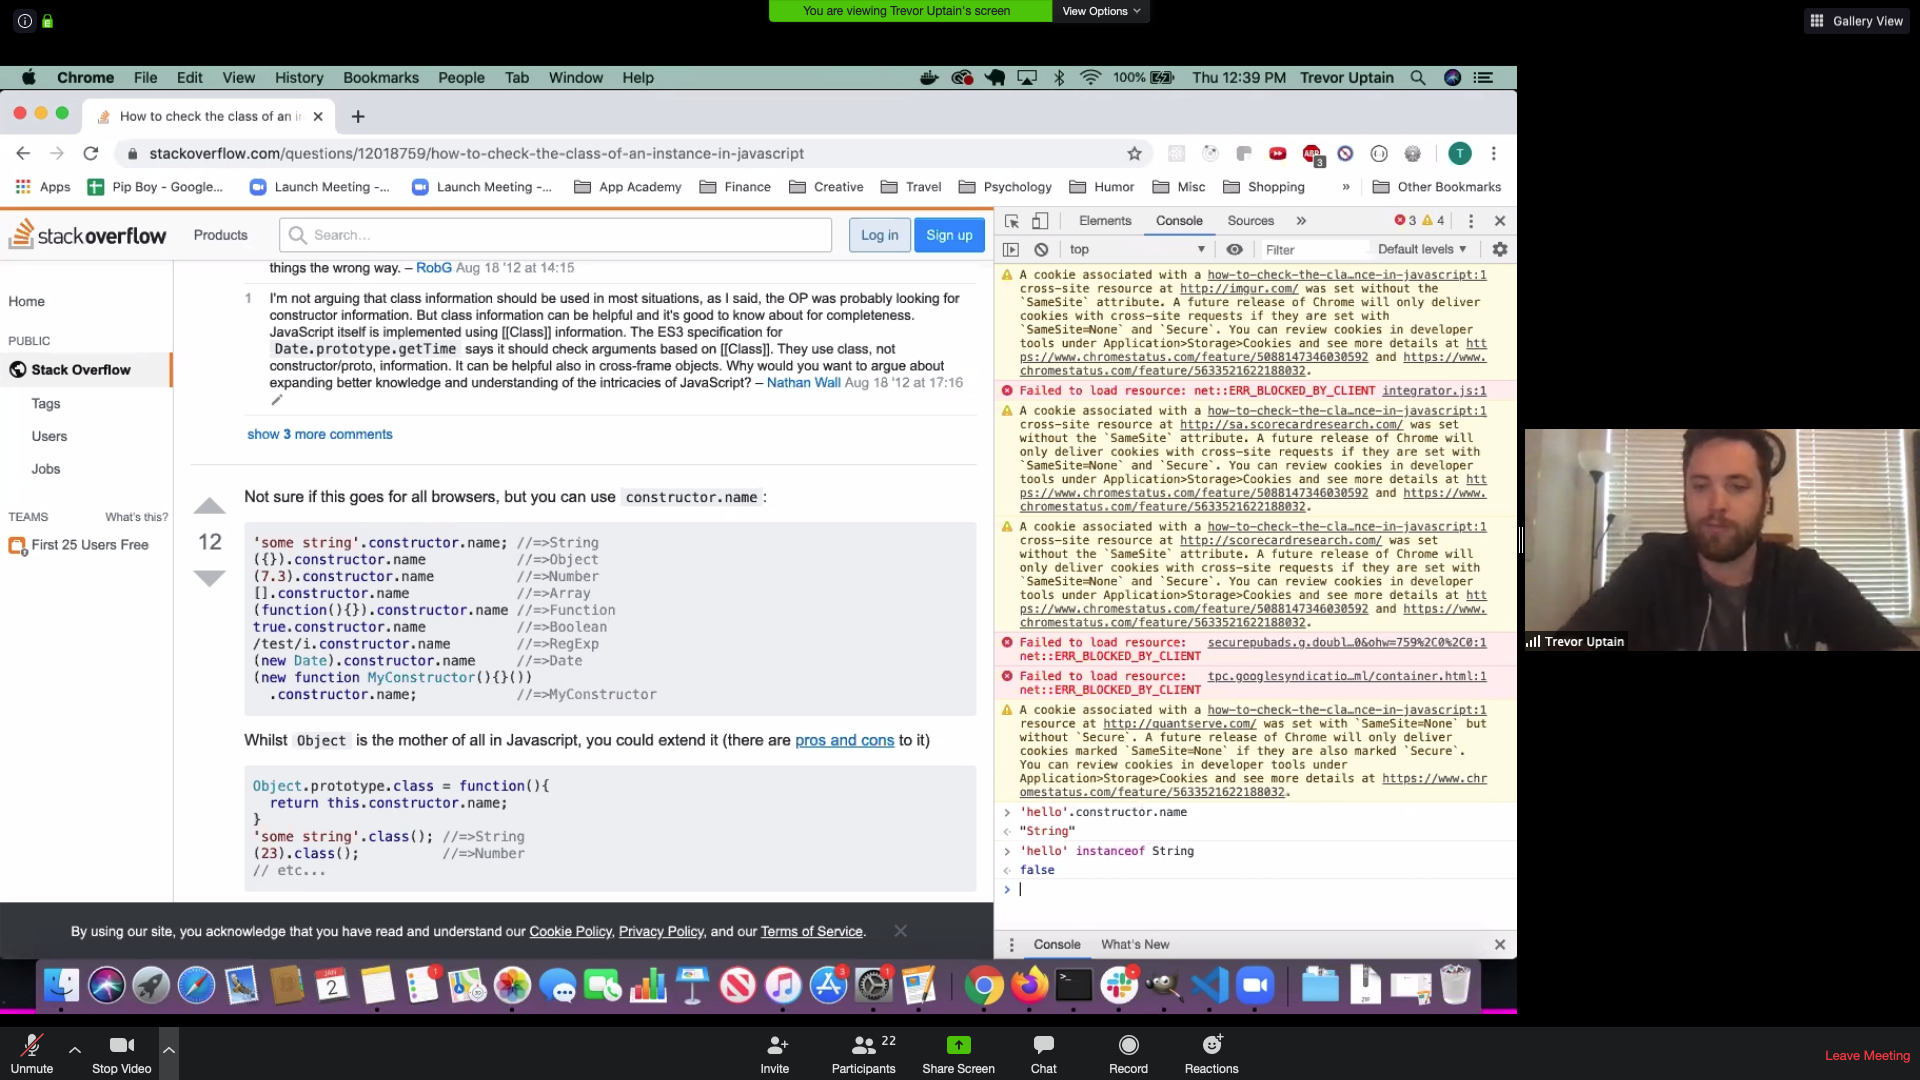 You are viewing Trevor Uptain's screen
View Options
Gallery View
Chrome File Edit View History Bookmarks People Tab Window Help
100% Thu 12:39 PM Trevor Uptain
How to check the class of an i
stackoverflow.com/questions/12018759/how-to-check-the-class-of-an-instance-in-javascript
3
T
Apps Pip Boy - Google... Launch Meeting -... Launch Meeting -... App Academy Finance Creative Travel Psychology Humor Misc Shopping » Other Bookmarks
stackoverflow Products Search... Log in Sign up
Home
PUBLIC
Stack Overflow
Tags
Users
Jobs
TEAMS What's this?
First 25 Users Free
things the wrong way. – RobG Aug 18 '12 at 14:15
1 I'm not arguing that class information should be used in most situations, as I said, the OP was probably looking for
constructor information. But class information can be helpful and it's good to know about for completeness.
JavaScript itself is implemented using [[Class]] information. The ES3 specification for
Date.prototype.getTime says it should check arguments based on [[Class]]. They use class, not
constructor/proto, information. It can be helpful also in cross-frame objects. Why would you want to argue about
expanding better knowledge and understanding of the intricacies of JavaScript? – Nathan Wall Aug 18 '12 at 17:16
show 3 more comments
12
Not sure if this goes for all browsers, but you can use constructor.name :
'some string'.constructor.name; //=>String
({}).constructor.name //=>Object
(7.3).constructor.name //=>Number
[].constructor.name //=>Array
(function(){}).constructor.name //=>Function
true.constructor.name //=>Boolean
/test/i.constructor.name //=>RegExp
(new Date).constructor.name //=>Date
(new function MyConstructor(){}())
.constructor.name; //=>MyConstructor
Whilst Object is the mother of all in Javascript, you could extend it (there are pros and cons to it)
Object.prototype.class = function(){
return this.constructor.name;
}
'some string'.class(); //=>String
(23).class(); //=>Number
// etc...
By using our site, you acknowledge that you have read and understand our Cookie Policy, Privacy Policy, and our Terms of Service.
Elements Console Sources » 3 4
top Filter Default levels
A cookie associated with a how-to-check-the-cla…nce-in-javascript:1
cross-site resource at http://imgur.com/ was set without the
`SameSite` attribute. A future release of Chrome will only deliver
cookies with cross-site requests if they are set with
`SameSite=None` and `Secure`. You can review cookies in developer
tools under Application>Storage>Cookies and see more details at htt
ps://www.chromestatus.com/feature/5088147346030592 and https://www.
chromestatus.com/feature/5633521622188032.
Failed to load resource: net::ERR_BLOCKED_BY_CLIENT integrator.js:1
A cookie associated with a how-to-check-the-cla…nce-in-javascript:1
cross-site resource at http://sa.scorecardresearch.com/ was set
without the `SameSite` attribute. A future release of Chrome will
only deliver cookies with cross-site requests if they are set with
`SameSite=None` and `Secure`. You can review cookies in developer
tools under Application>Storage>Cookies and see more details at htt
ps://www.chromestatus.com/feature/5088147346030592 and https://www.
chromestatus.com/feature/5633521622188032.
A cookie associated with a how-to-check-the-cla…nce-in-javascript:1
cross-site resource at http://scorecardresearch.com/ was set
without the `SameSite` attribute. A future release of Chrome will
only deliver cookies with cross-site requests if they are set with
`SameSite=None` and `Secure`. You can review cookies in developer
tools under Application>Storage>Cookies and see more details at htt
ps://www.chromestatus.com/feature/5088147346030592 and https://www.
chromestatus.com/feature/5633521622188032.
Failed to load resource: securepubads.g.doubl…0&ohw=759%2C0%2C0:1
net::ERR_BLOCKED_BY_CLIENT
Failed to load resource: tpc.googlesyndicatio…ml/container.html:1
net::ERR_BLOCKED_BY_CLIENT
A cookie associated with a how-to-check-the-cla…nce-in-javascript:1
resource at http://quantserve.com/ was set with `SameSite=None` but
without `Secure`. A future release of Chrome will only deliver
cookies marked `SameSite=None` if they are also marked `Secure`.
You can review cookies in developer tools under
Application>Storage>Cookies and see more details at https://www.chr
omestatus.com/feature/5633521622188032.
> 'hello'.constructor.name
"String"
> 'hello' instanceof String
false
>
Console What's New
Trevor Uptain
JAN
2
1
3
1
Unmute
Stop Video
Invite
Participants 22
Share Screen
Chat
Record
Reactions
Leave Meeting